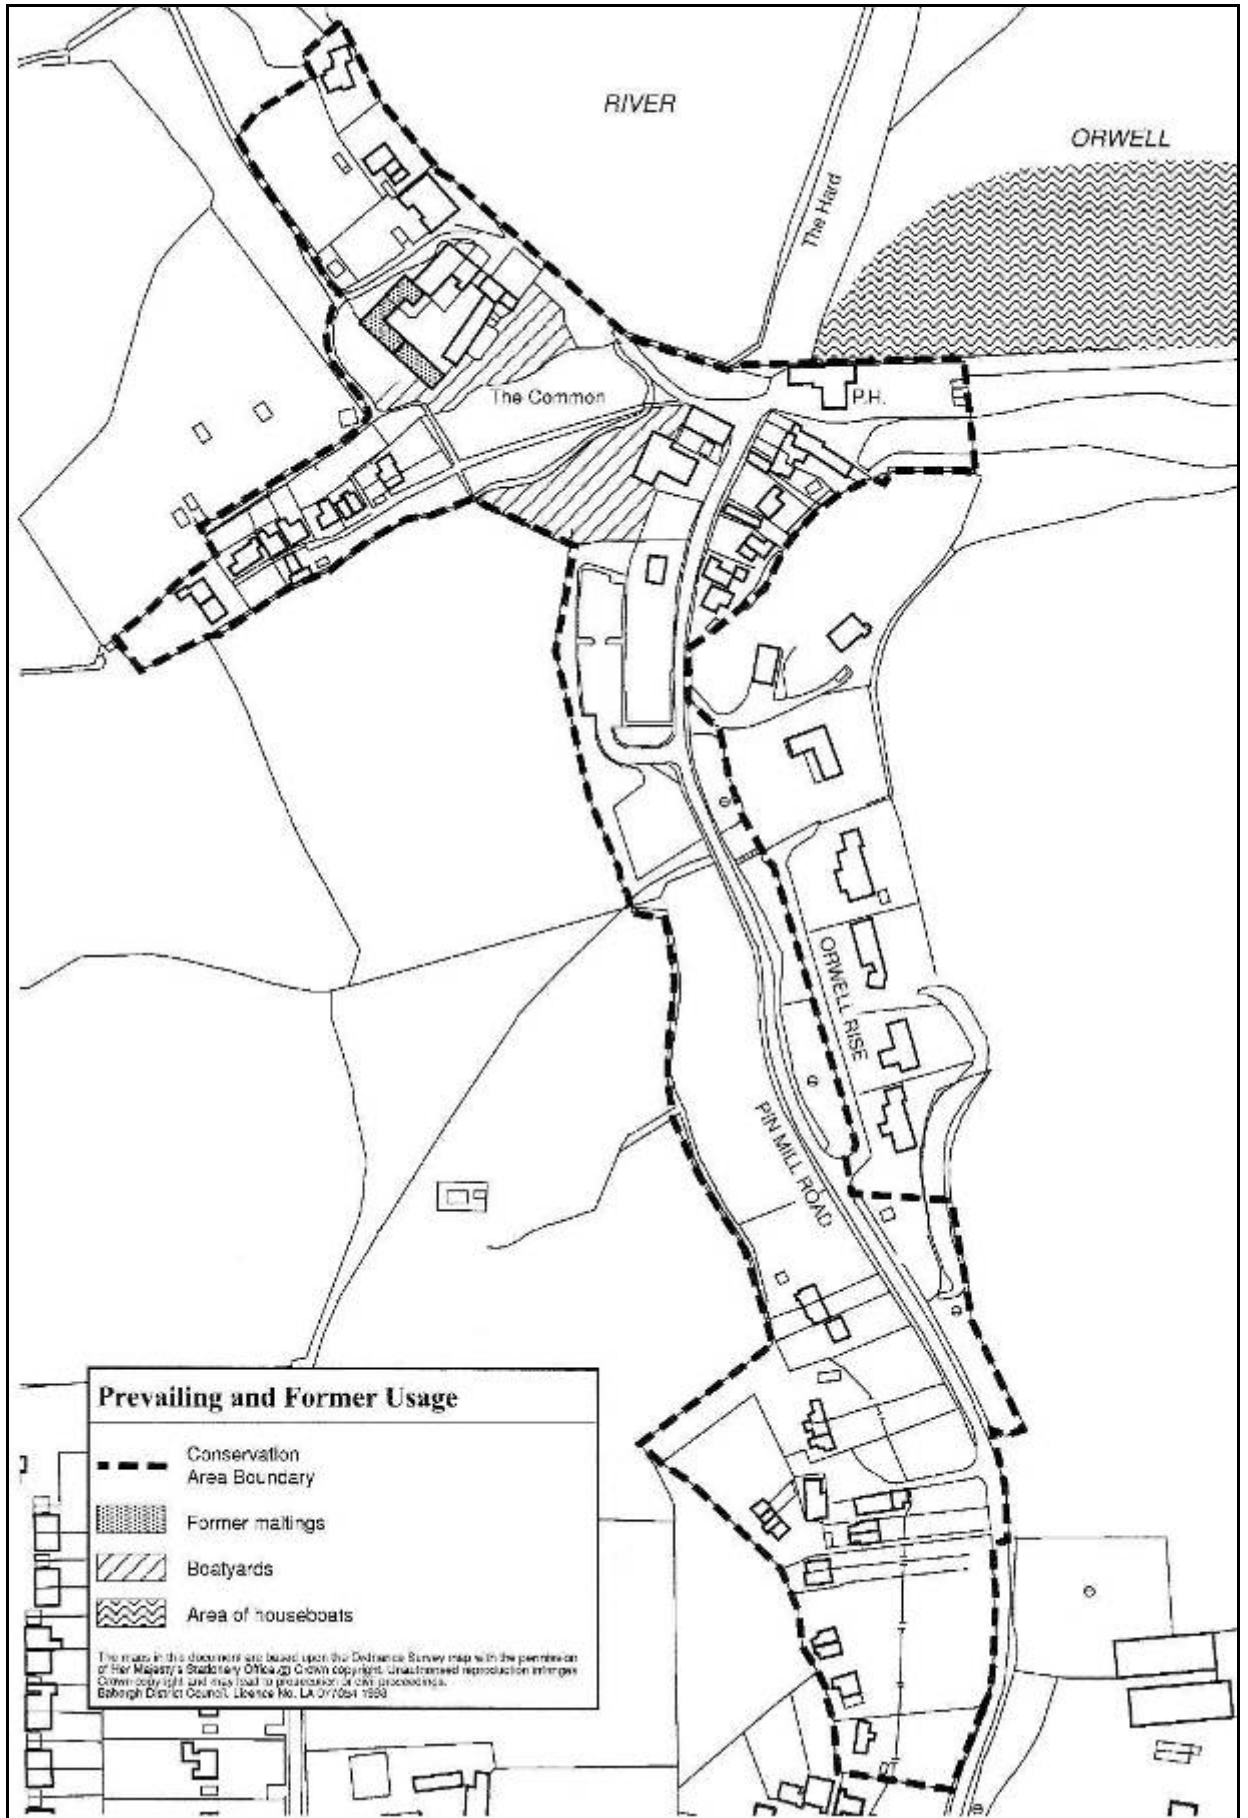 RIVER
ORWELL
The Hard
The Common
P.H.
ORWELL RISE
PIN MILL ROAD
Prevailing and Former Usage
Conservation
Area Boundary
Former maltings
Boatyards
Area of houseboats
The maps in this document are based upon the Ordnance Survey map with the permission
of Her Majesty's Stationery Office (C) Crown copyright. Unauthorised reproduction infringes
Crown copyright and may lead to prosecution or civil proceedings.
Babergh District Council. Licence No. LA